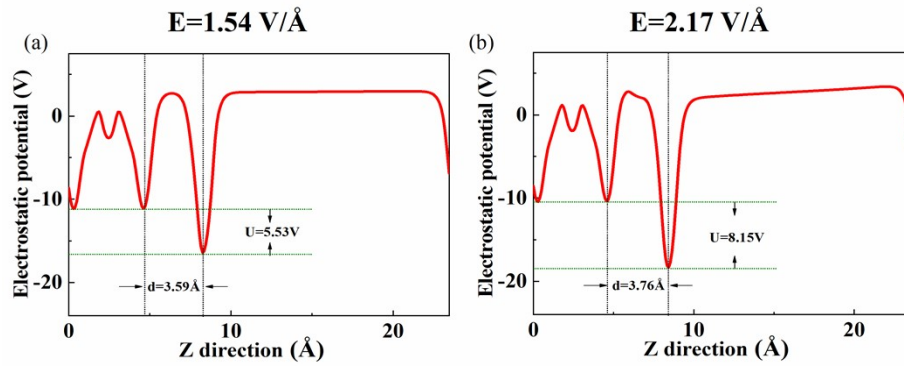 E=1.54 V/Å
(a)
Electrostatic potential (V)
0
-10
-20
U=5.53V
d=3.59Å
0
10
20
Z direction (Å)
E=2.17 V/Å
(b)
Electrostatic potential (V)
0
-10
-20
U=8.15V
d=3.76Å
0
10
20
Z direction (Å)